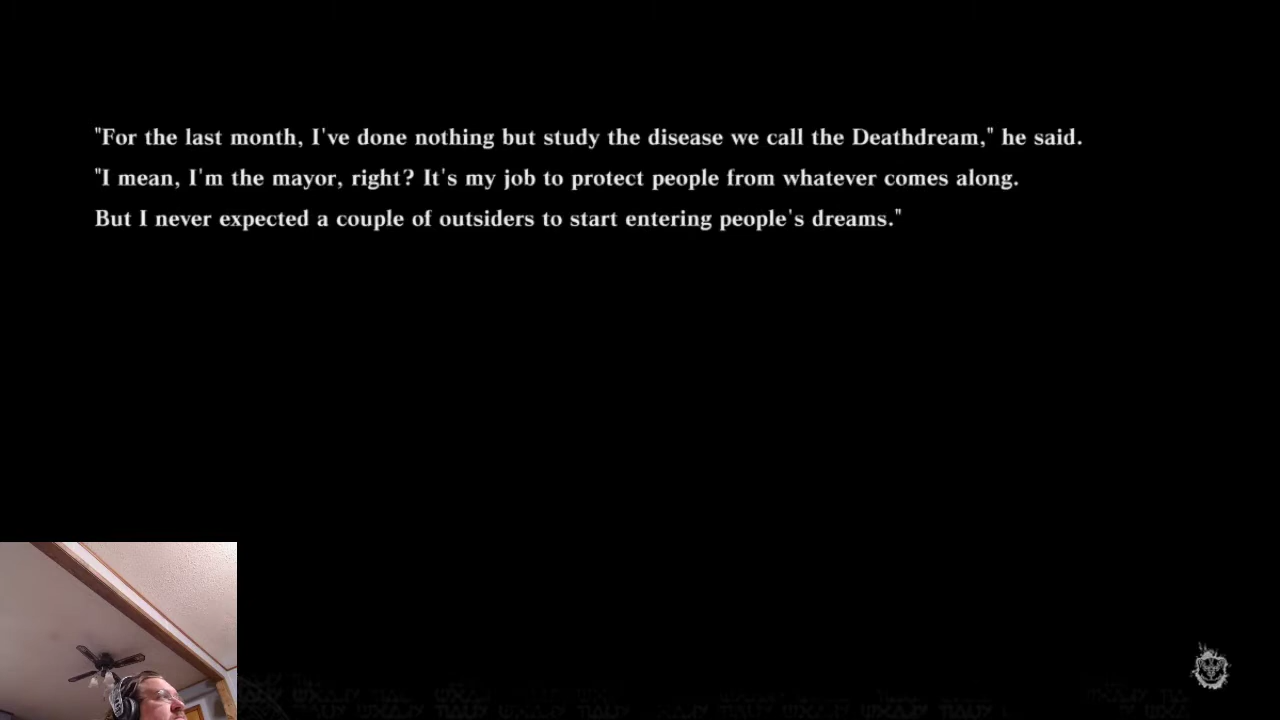 "For the last month, I've done nothing but study the disease we call the Deathdream," he said.
"I mean, I'm the mayor, right? It's my job to protect people from whatever comes along.
But I never expected a couple of outsiders to start entering people's dreams."